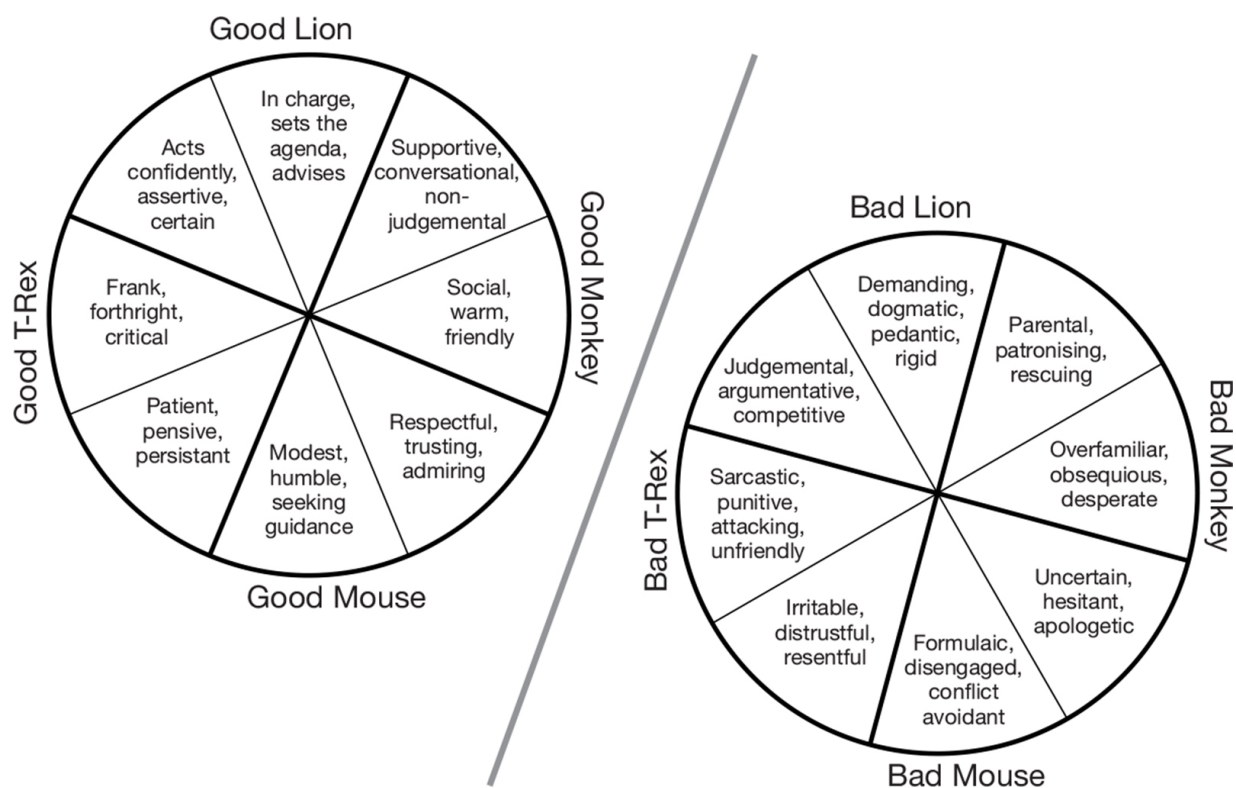 Good Lion
In charge,
sets the
agenda,
advises
Supportive,
conversational,
non-
judgemental
Social,
warm,
friendly
Good Monkey
Respectful,
trusting,
admiring
Modest,
humble,
seeking
guidance
Good Mouse
Patient,
pensive,
persistant
Frank,
forthright,
critical
Good T-Rex
Acts
confidently,
assertive,
certain
Bad Lion
Demanding,
dogmatic,
pedantic,
rigid
Parental,
patronising,
rescuing
Overfamiliar,
obsequious,
desperate
Bad Monkey
Uncertain,
hesitant,
apologetic
Formulaic,
disengaged,
conflict
avoidant
Bad Mouse
Irritable,
distrustful,
resentful
Sarcastic,
punitive,
attacking,
unfriendly
Bad T-Rex
Judgemental,
argumentative,
competitive